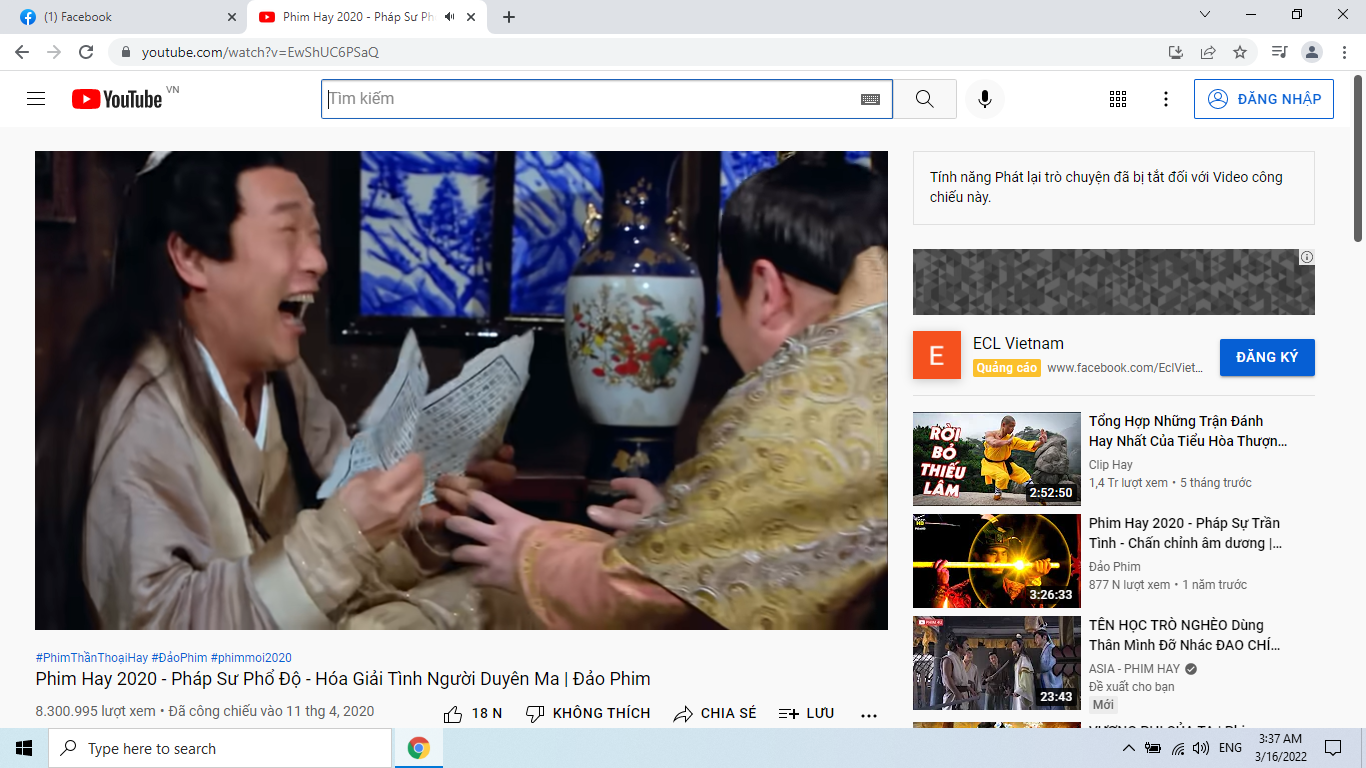 (1) Facebook
Phim Hay 2020 - Pháp Sư Ph
youtube.com/watch?v=EwShUC6PSaQ
YouTube VN
Tìm kiếm
ĐĂNG NHẬP
Tính năng Phát lại trò chuyện đã bị tắt đối với Video công
chiếu này.
E
ECL Vietnam
Quảng cáo www.facebook.com/EclViet...
ĐĂNG KÝ
RỜI
BỎ
THIẾU
LÂM
2:52:50
Tổng Hợp Những Trận Đánh
Hay Nhất Của Tiểu Hòa Thượn...
Clip Hay
1,4 Tr lượt xem • 5 tháng trước
3:26:33
Phim Hay 2020 - Pháp Sự Trần
Tình - Chấn chỉnh âm dương |...
Đảo Phim
877 N lượt xem • 1 năm trước
23:43
TÊN HỌC TRÒ NGHÈO Dùng
Thân Mình Đỡ Nhác ĐAO CHÍ...
ASIA - PHIM HAY
Đề xuất cho bạn
Mới
#PhimThầnThoạiHay #ĐảoPhim #phimmoi2020
Phim Hay 2020 - Pháp Sư Phổ Độ - Hóa Giải Tình Người Duyên Ma | Đảo Phim
8.300.995 lượt xem • Đã công chiếu vào 11 thg 4, 2020
18 N
KHÔNG THÍCH
CHIA SẺ
LƯU
Type here to search
ENG
3:37 AM
3/16/2022